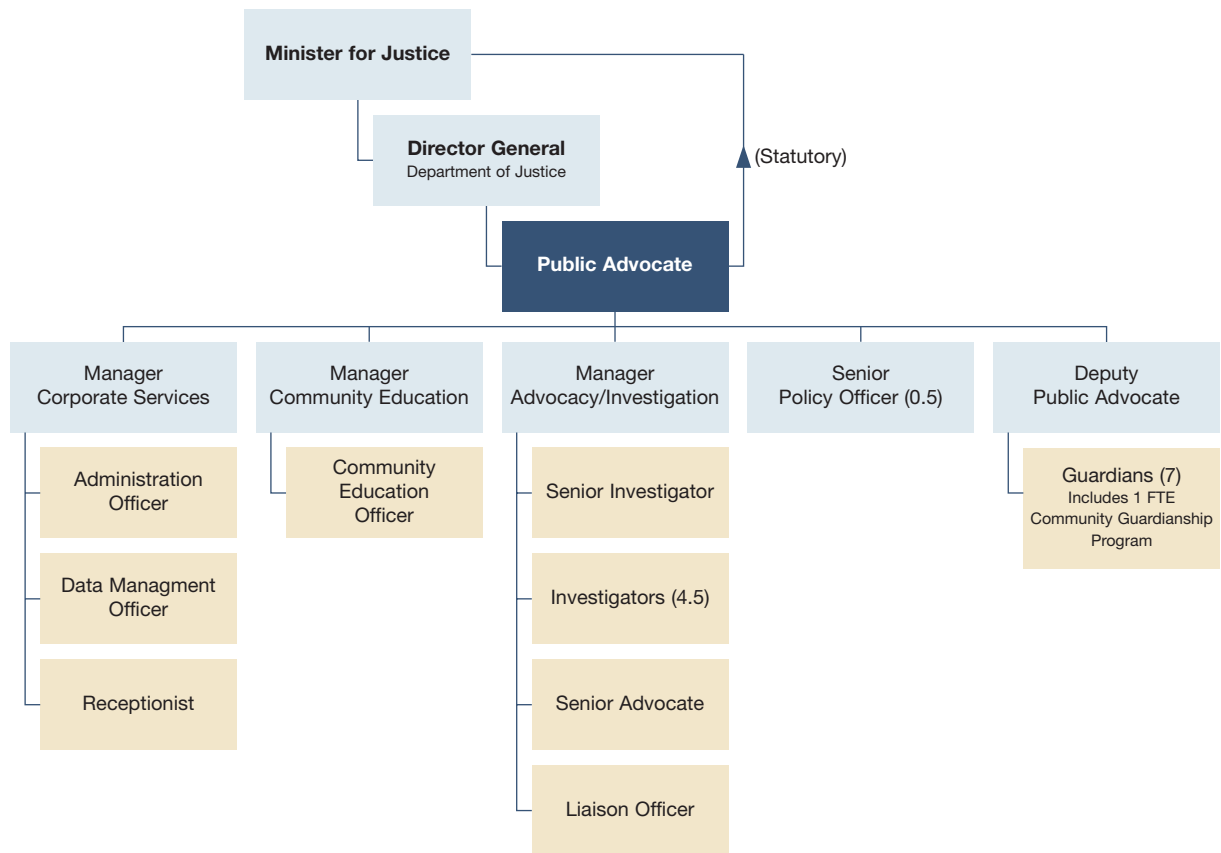 Minister for Justice
Director General
Department of Justice
(Statutory)
Public Advocate
Manager
Corporate Services
Administration
Officer
Data Managment
Officer
Receptionist
Manager
Community Education
Community
Education
Officer
Manager
Advocacy/Investigation
Senior Investigator
Investigators (4.5)
Senior Advocate
Liaison Officer
Senior
Policy Officer (0.5)
Deputy
Public Advocate
Guardians (7)
Includes 1 FTE
Community Guardianship
Program